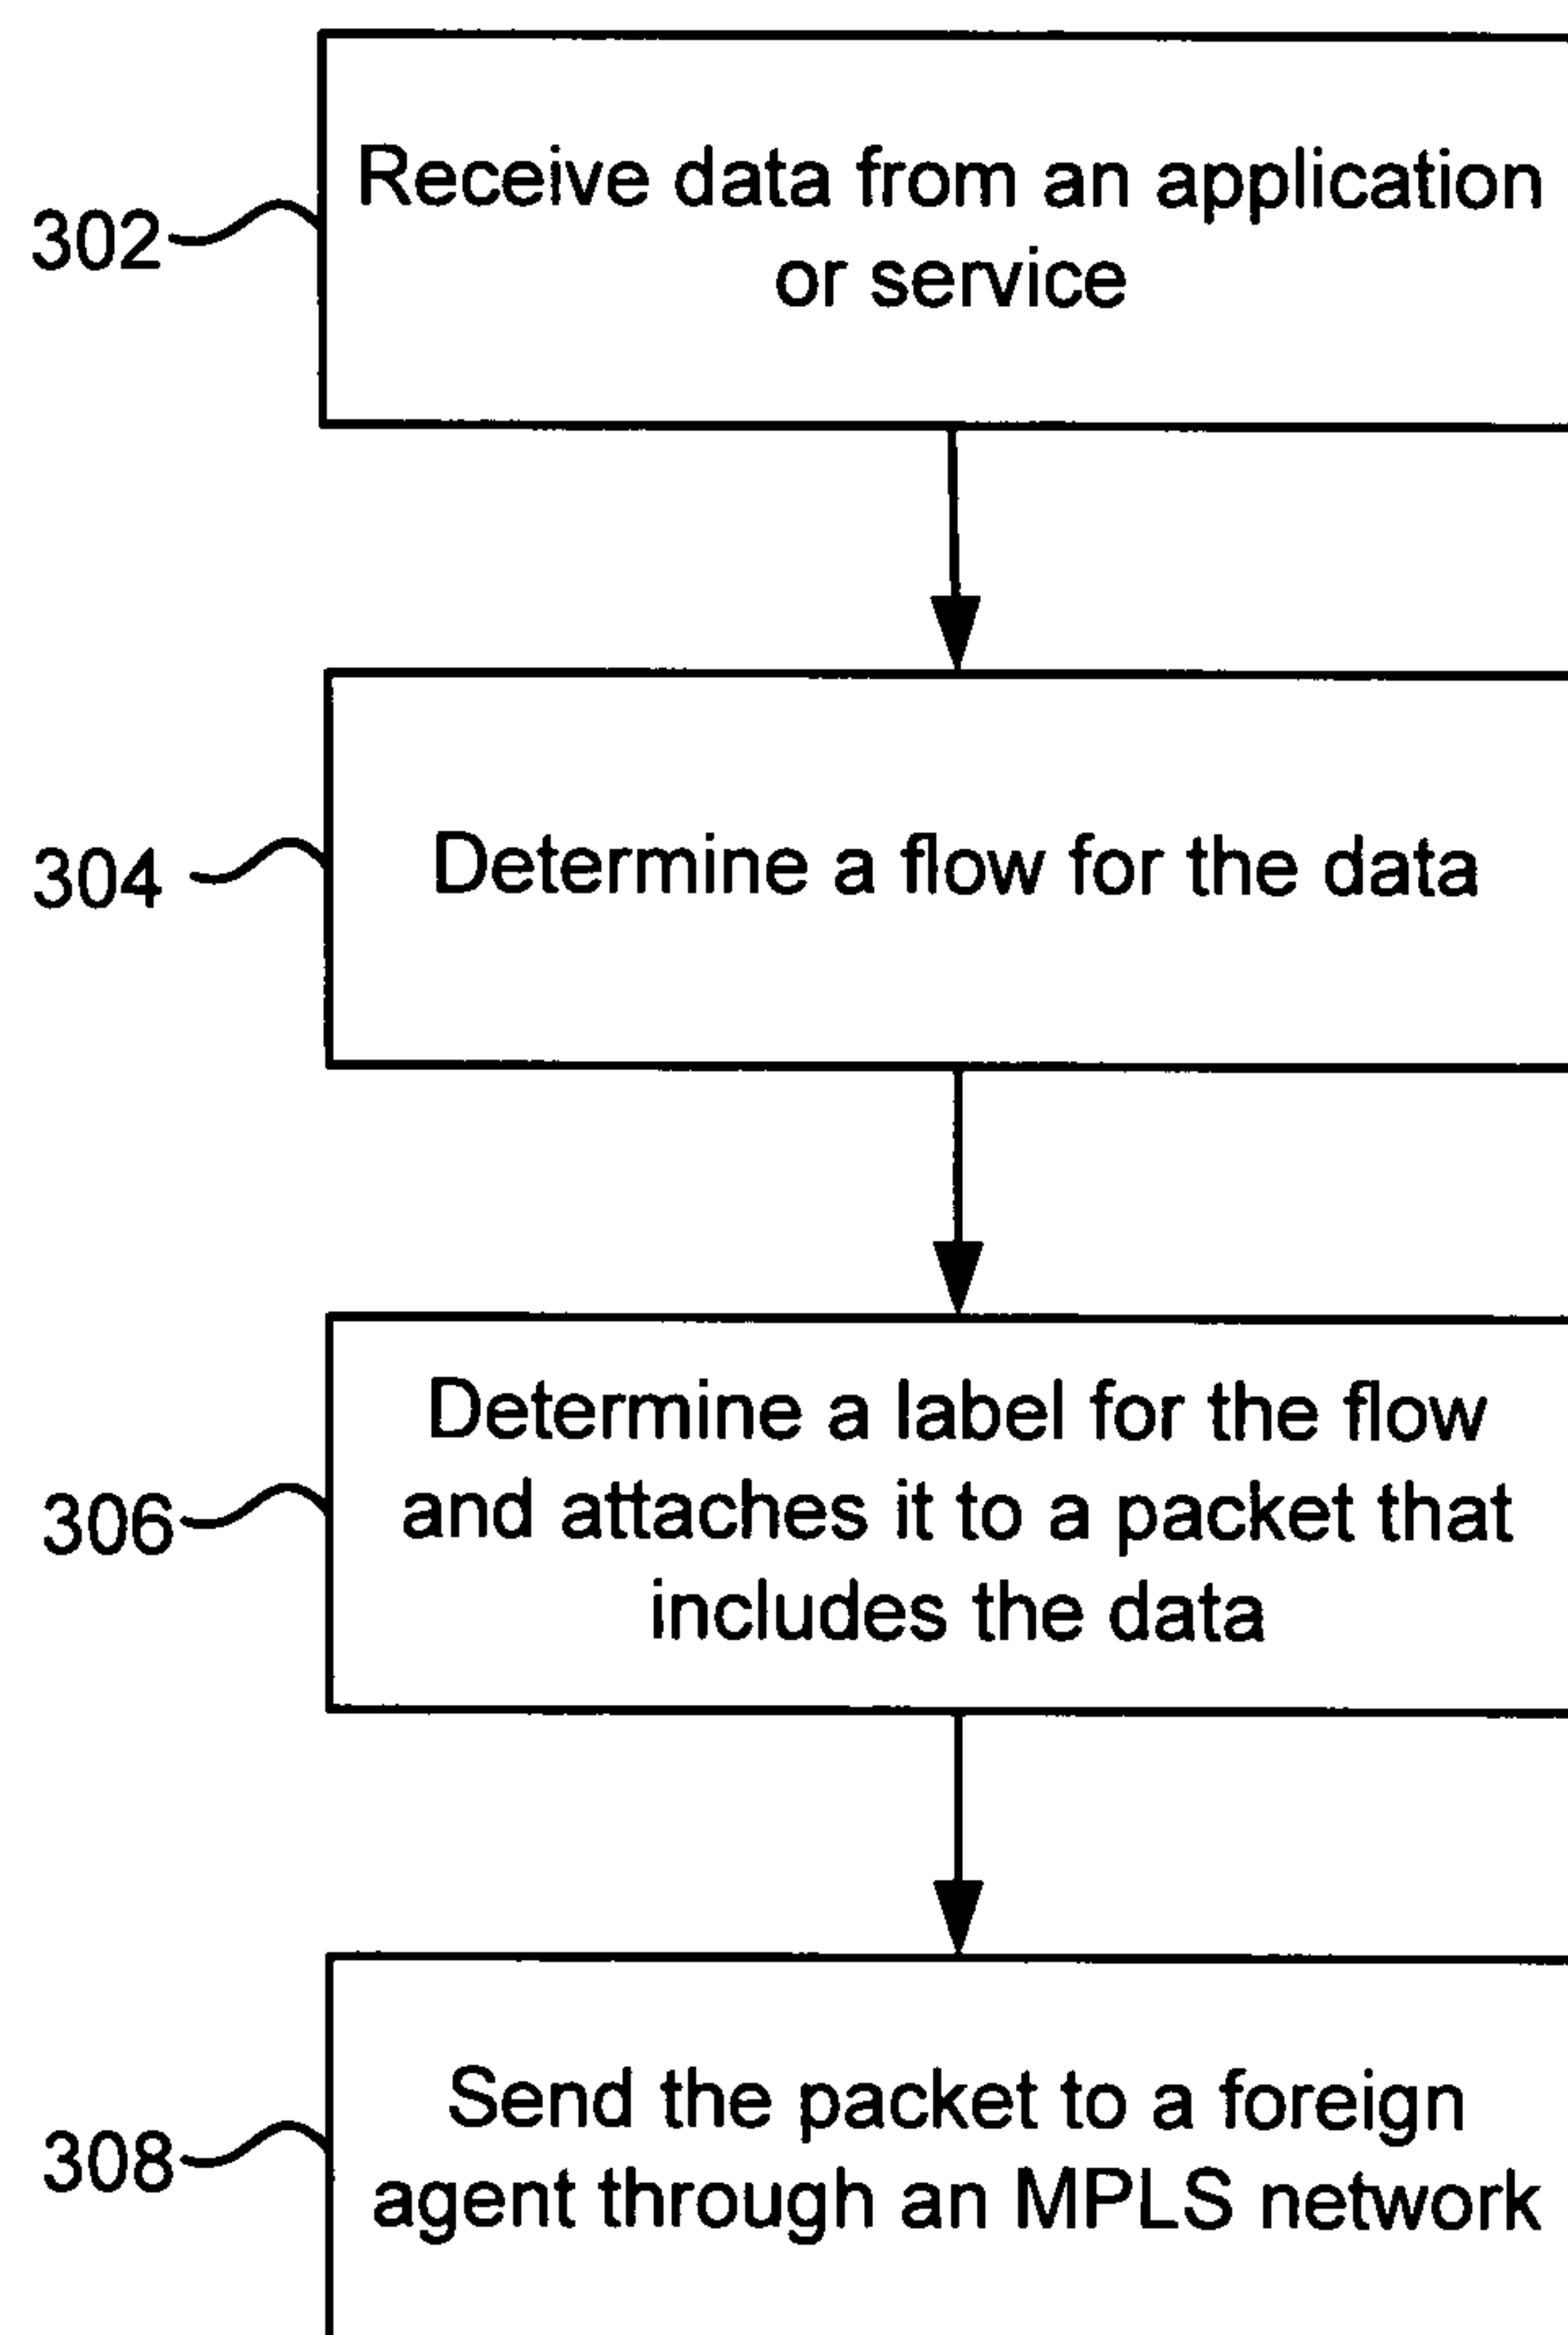 Receive data from an application
or service
302
Determine a flow for the data
304
Determine a label for the flow
and attaches it to a packet that
includes the data
306
Send the packet to a foreign
agent through an MPLS network
308